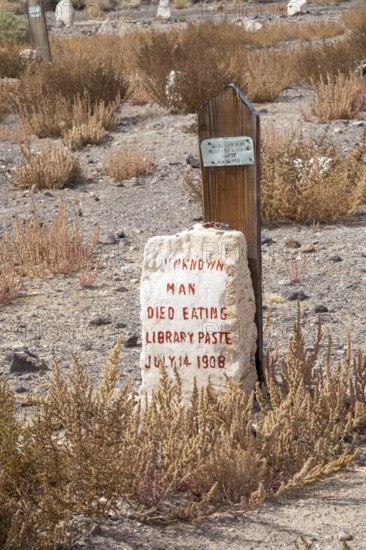 UNKNOWN
MAN
DIED EATING
LIBRARY PASTE
JULY 14 1908